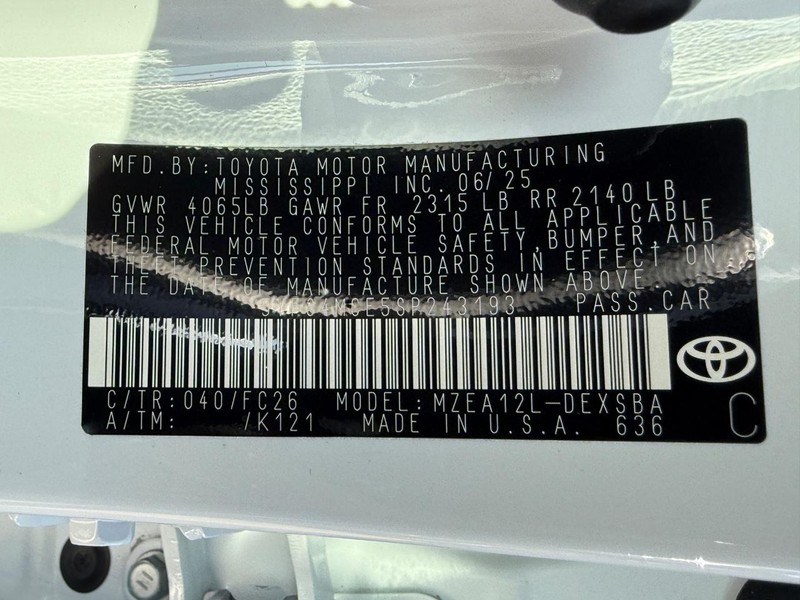 MFD.BY:TOYOTA MOTOR MANUFACTURING
MISSISSIPPI INC. 06/25
GVWR 4065LB GAWR FR 2315 LB RR 2140 LB
THIS VEHICLE CONFORMS TO ALL APPLICABLE
FEDERAL MOTOR VEHICLE SAFETY,BUMPER,AND
THEFT PREVENTION STANDARDS IN EFFECT ON
THE DATE OF MANUFACTURE SHOWN ABOVE.
PASS.CAR
C/TR:040/FC26 MODEL:MZEA12L-DEXSBA
A/TM: /K121 MADE IN U.S.A. 636
C